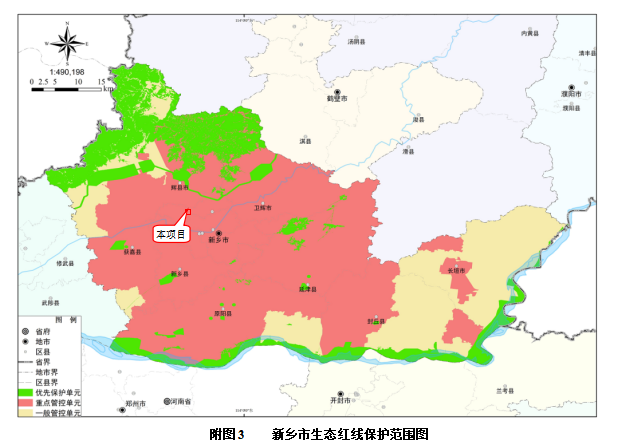 汤阴县
内黄县
清丰县
N
W
E
S
1:490,198
0 2.5 5 10 15
km
鹤壁市
濮阳市
濮阳县
浚县
淇县
滑县
辉县市
卫辉市
本项目
新乡市
获嘉县
修武县
新乡县
长垣市
延津县
武陟县
原阳县
封丘县
图 例
省府
地市
区县
省界
地市界
区县界
优先保护单元
重点管控单元
一般管控单元
郑州市
河南省
开封市
兰考县
附图 3 新乡市生态红线保护范围图